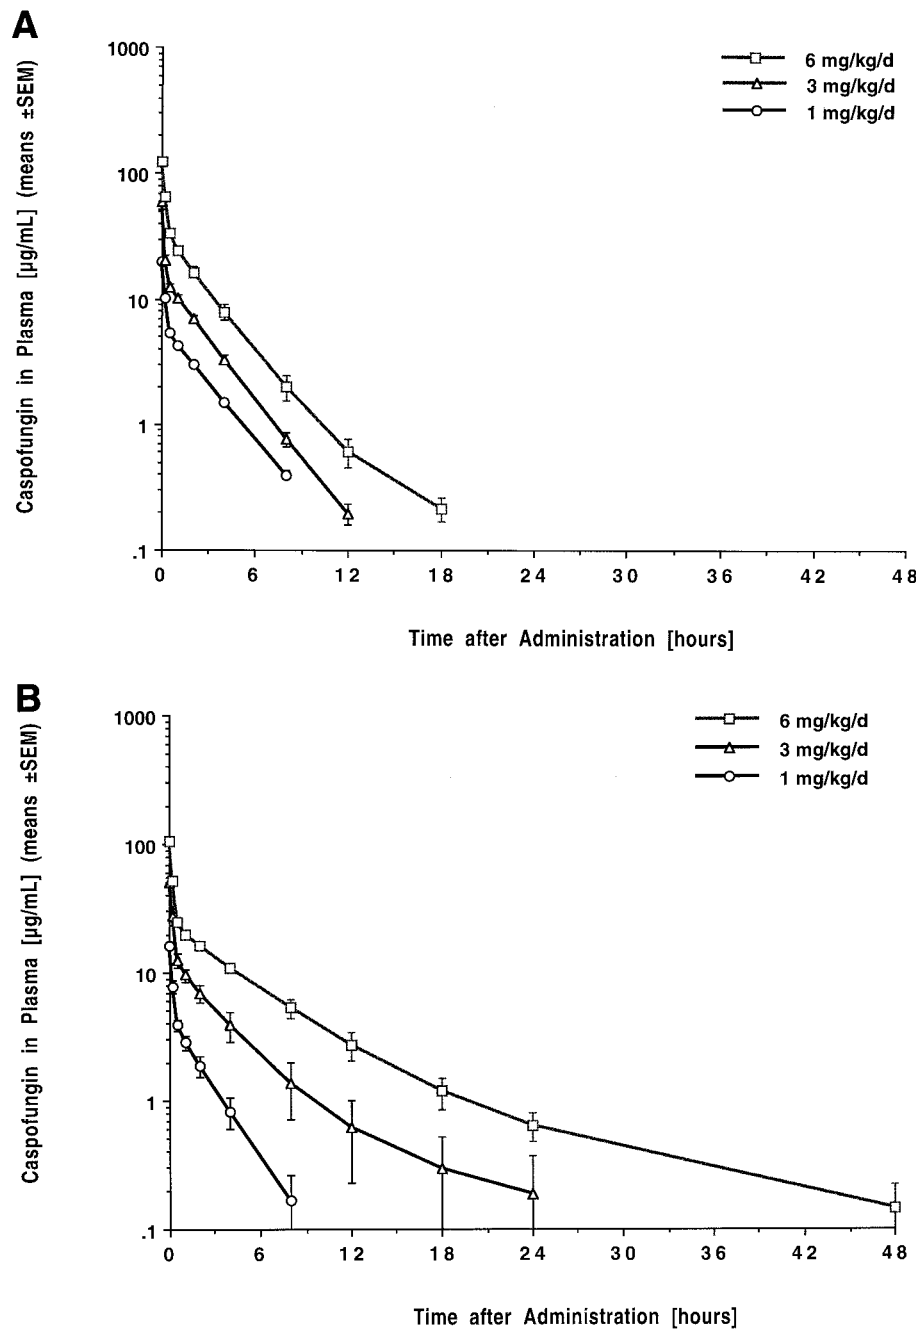 A
Caspofungin in Plasma [µg/mL] (means ±SEM)
1000
100
10
1
.1
6 mg/kg/d
3 mg/kg/d
1 mg/kg/d
0 6 12 18 24 30 36 42 48
Time after Administration [hours]
B
Caspofungin in Plasma [µg/mL] (means ±SEM)
1000
100
10
1
.1
6 mg/kg/d
3 mg/kg/d
1 mg/kg/d
0 6 12 18 24 30 36 42 48
Time after Administration [hours]